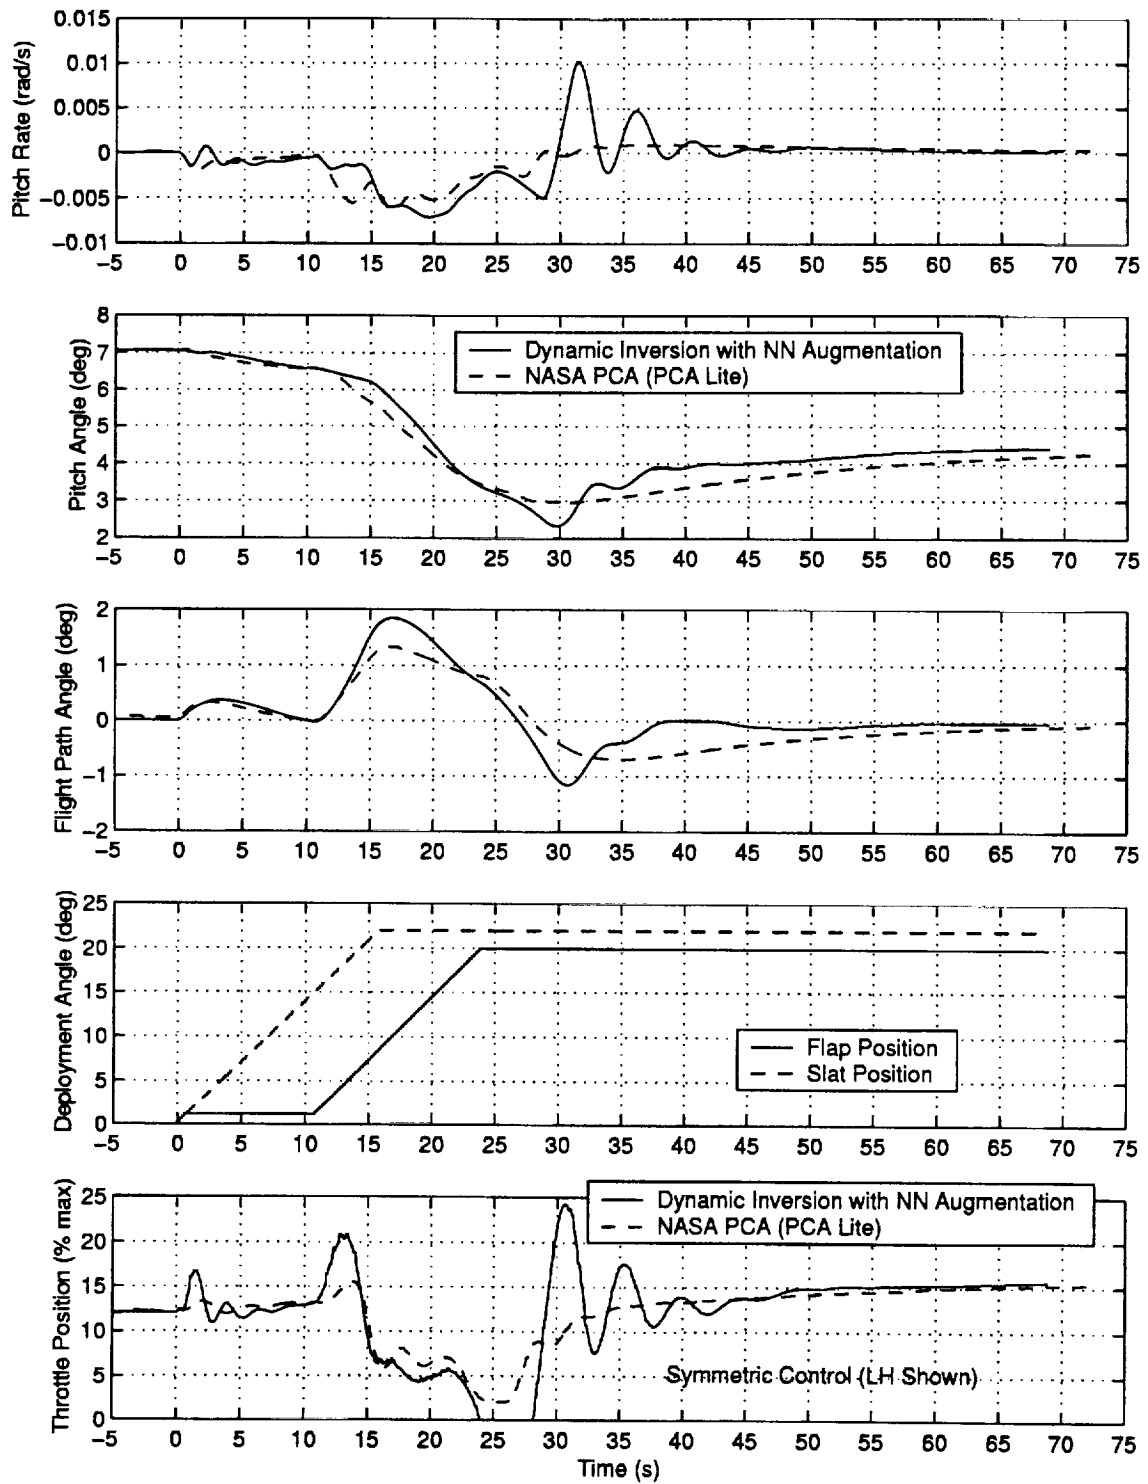 0.015
0.01
0.005
0
−0.005
−0.01
Pitch Rate (rad/s)
−5 0 5 10 15 20 25 30 35 40 45 50 55 60 65 70 75
8
7
6
5
4
3
2
Pitch Angle (deg)
Dynamic Inversion with NN Augmentation
NASA PCA (PCA Lite)
−5 0 5 10 15 20 25 30 35 40 45 50 55 60 65 70 75
2
1
0
−1
−2
Flight Path Angle (deg)
−5 0 5 10 15 20 25 30 35 40 45 50 55 60 65 70 75
25
20
15
10
5
0
Deployment Angle (deg)
Flap Position
Slat Position
−5 0 5 10 15 20 25 30 35 40 45 50 55 60 65 70 75
25
20
15
10
5
0
Throttle Position (% max)
Dynamic Inversion with NN Augmentation
NASA PCA (PCA Lite)
Symmetric Control (LH Shown)
−5 0 5 10 15 20 25 30 35 40 45 50 55 60 65 70 75
Time (s)